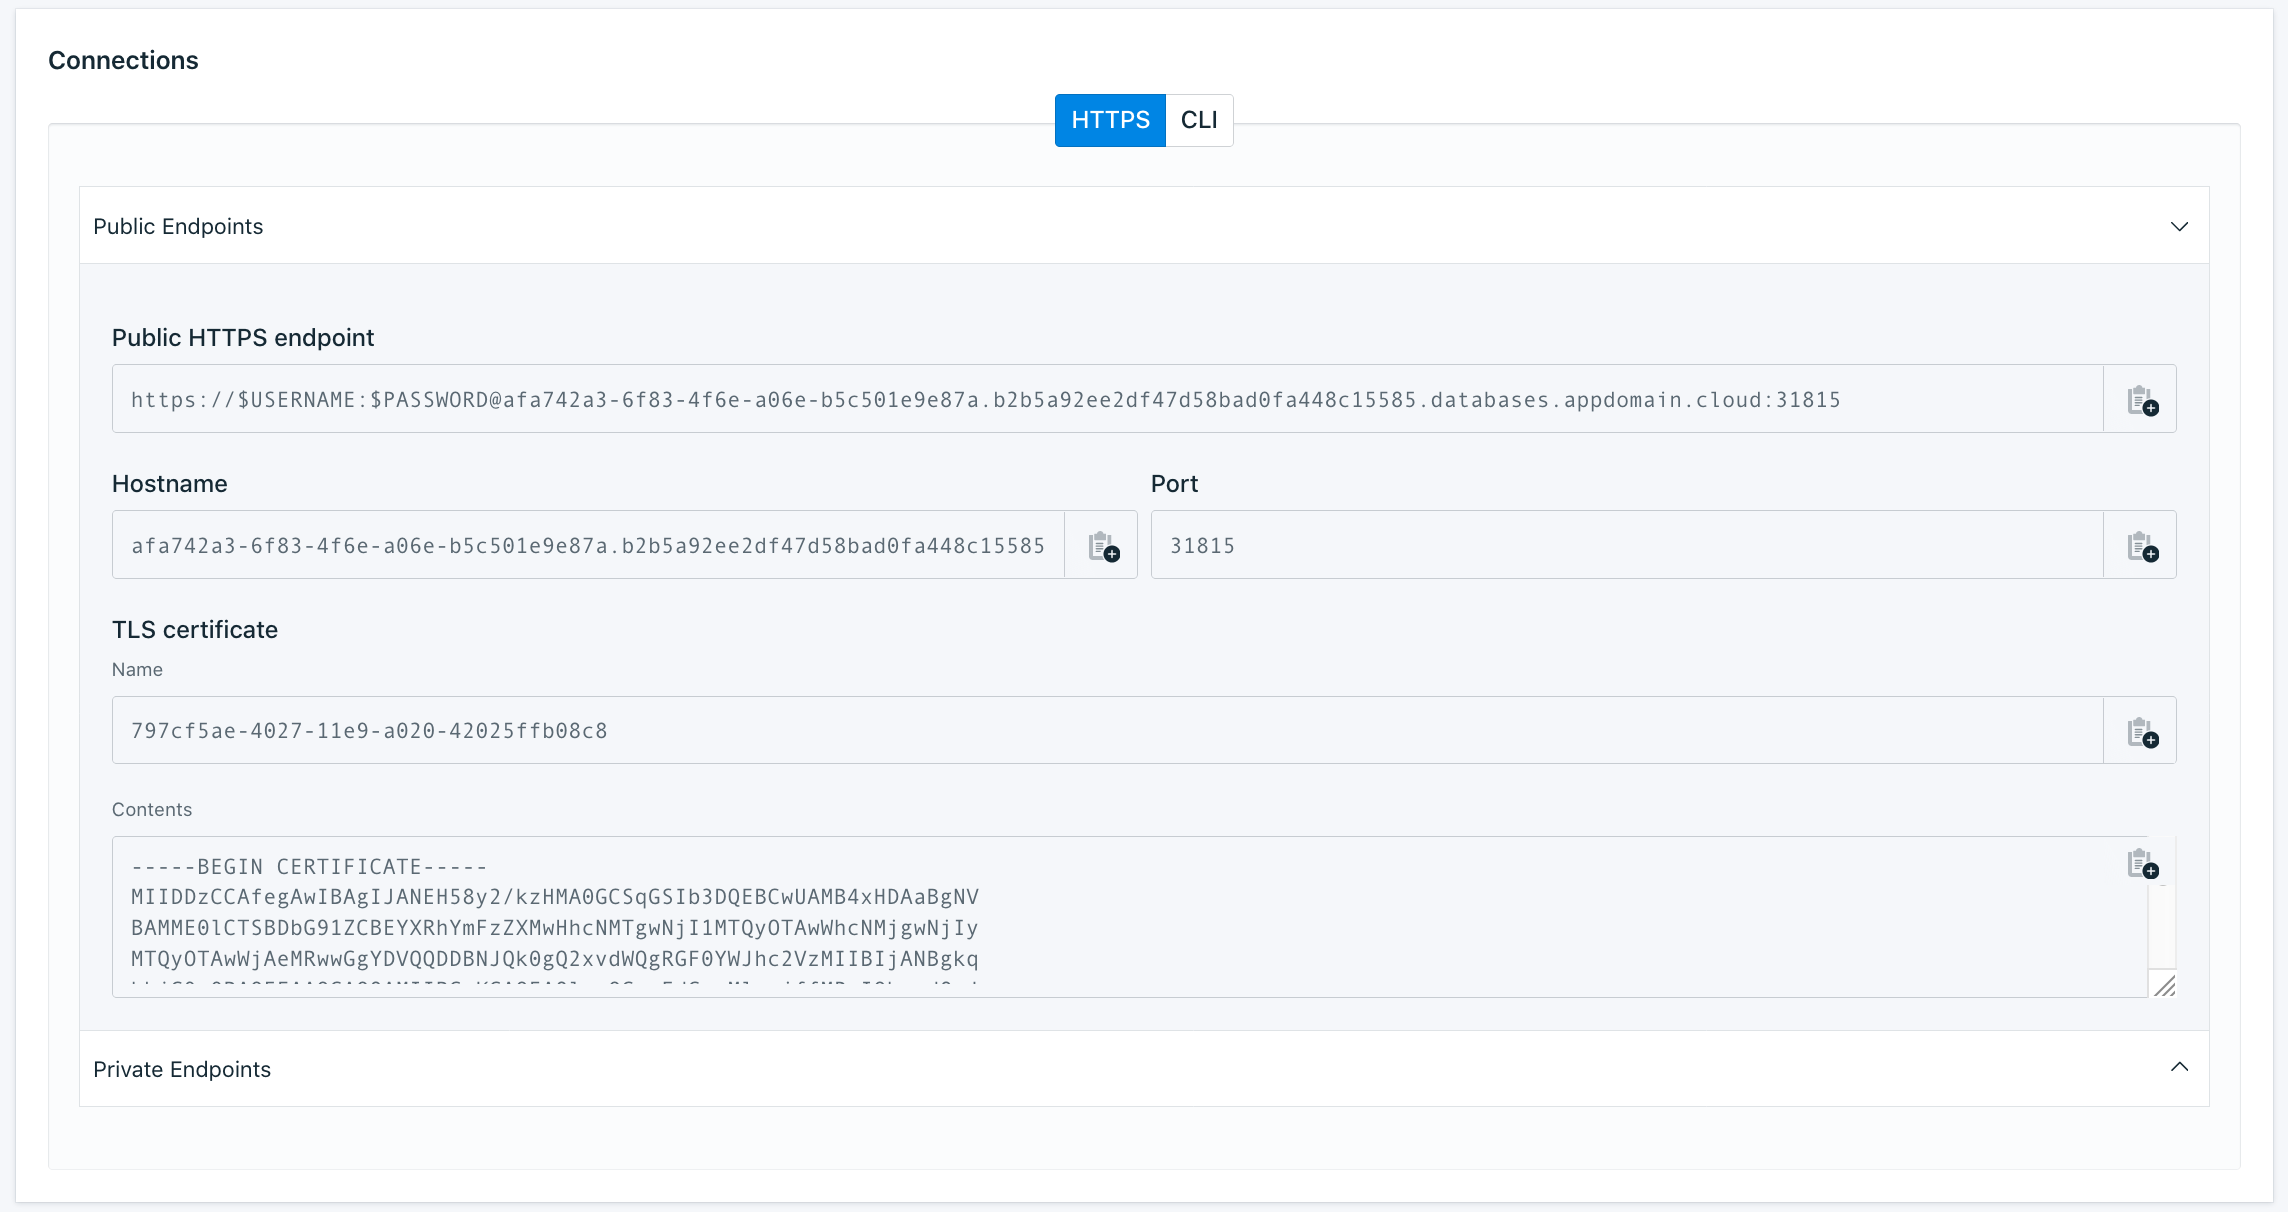 Connections
HTTPS CLI
Public Endpoints
Public HTTPS endpoint
https://$USERNAME:$PASSWORD@afa742a3-6f83-4f6e-a06e-b5c501e9e87a.b2b5a92ee2df47d58bad0fa448c15585.databases.appdomain.cloud:31815
Hostname Port
afa742a3-6f83-4f6e-a06e-b5c501e9e87a.b2b5a92ee2df47d58bad0fa448c15585 31815
TLS certificate
Name
797cf5ae-4027-11e9-a020-42025ffb08c8
Contents
-----BEGIN CERTIFICATE-----
MIIDDzCCAfegAwIBAgIJANEH58y2/kzHMA0GCSqGSIb3DQEBCwUAMB4xHDAaBgNV
BAMME0lCTSBDbG91ZCBEYXRhYmFzZXMwHhcNMTgwNjI1MTQyOTAwWhcNMjgwNjIy
MTQyOTAwWjAeMRwwGgYDVQQDDBNJQk0gQ2xvdWQgRGF0YWJhc2VzMIIBIjANBgkq
Private Endpoints